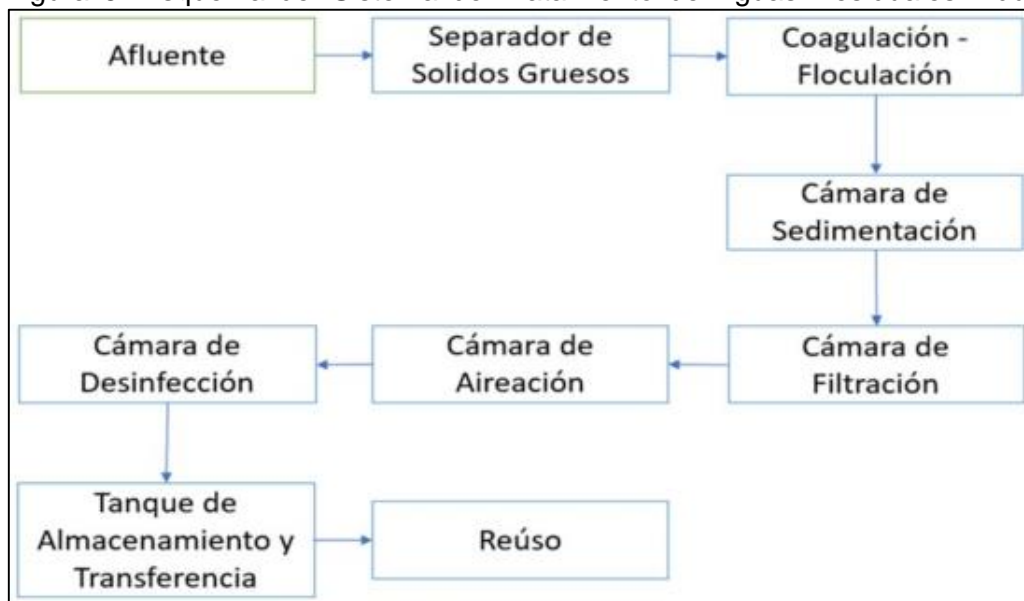 Afluente
Separador de
Solidos Gruesos
Coagulación -
Floculación
Cámara de
Sedimentación
Cámara de
Filtración
Cámara de
Aireación
Cámara de
Desinfección
Tanque de
Almacenamiento y
Transferencia
Reúso